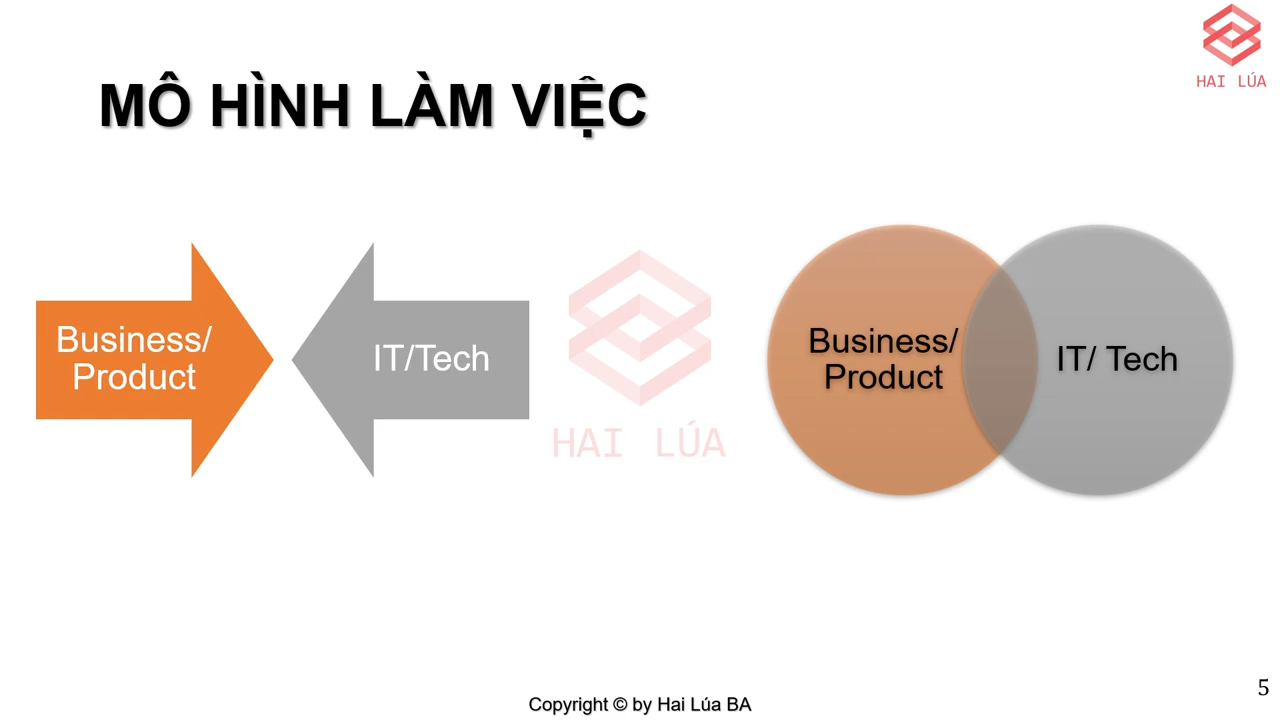 HAI LÚA
MÔ HÌNH LÀM VIỆC
Business/
Product
IT/Tech
HAI LÚA
Business/
Product
IT/ Tech
Copyright © by Hai Lúa BA
5